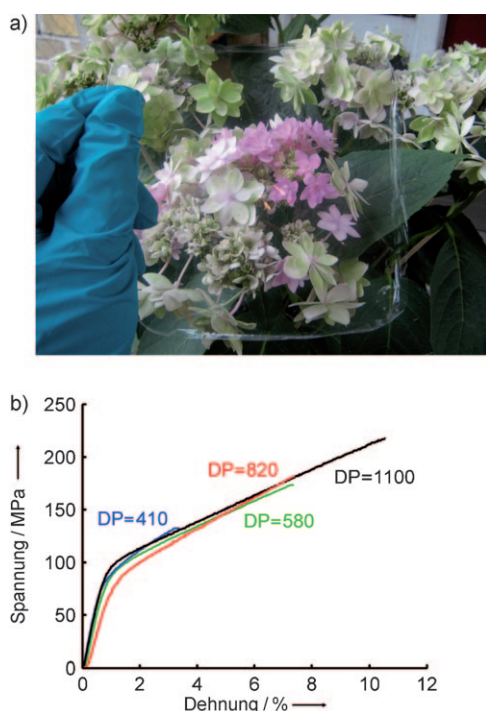 a)
b)
250
200
150
100
50
0
Spannung / MPa
DP=410
DP=820
DP=580
DP=1100
0 2 4 6 8 10 12
Dehnung / %